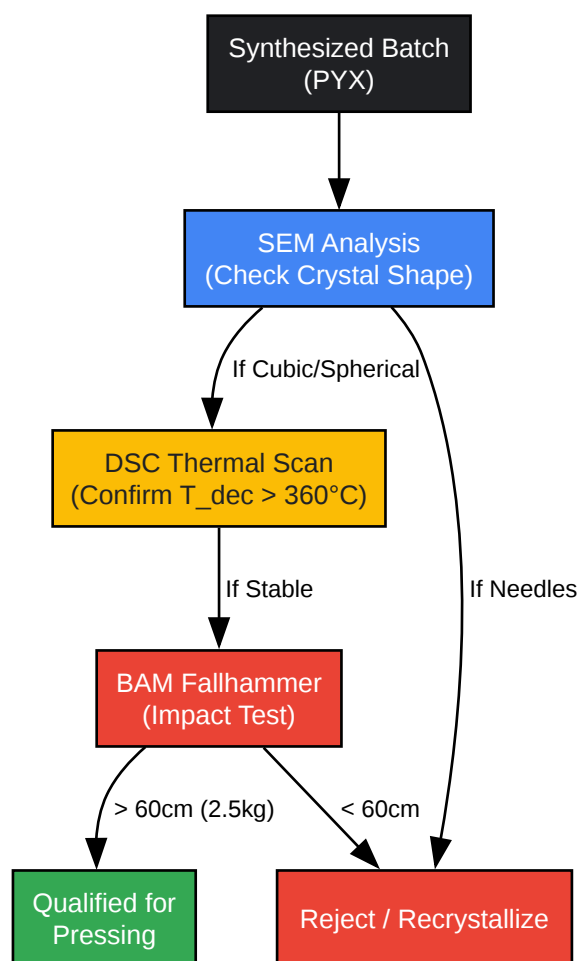 Synthesized Batch
(PYX)
SEM Analysis
(Check Crystal Shape)
If Cubic/Spherical
DSC Thermal Scan
(Confirm T_dec > 360°C)
If Stable
If Needles
BAM Fallhammer
(Impact Test)
> 60cm (2.5kg)
< 60cm
Qualified for
Pressing
Reject / Recrystallize